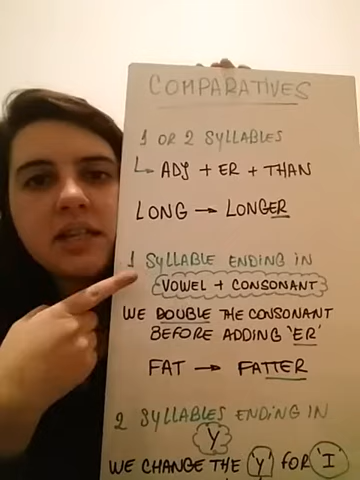 COMPARATIVES
1 OR 2 SYLLABLES
↳ ADJ + ER + THAN
LONG → LONGER
1 SYLLABLE ENDING IN
VOWEL + CONSONANT
WE DOUBLE THE CONSONANT
BEFORE ADDING 'ER'
FAT → FATTER
2 SYLLABLES ENDING IN
Y
WE CHANGE THE 'Y' FOR 'I'